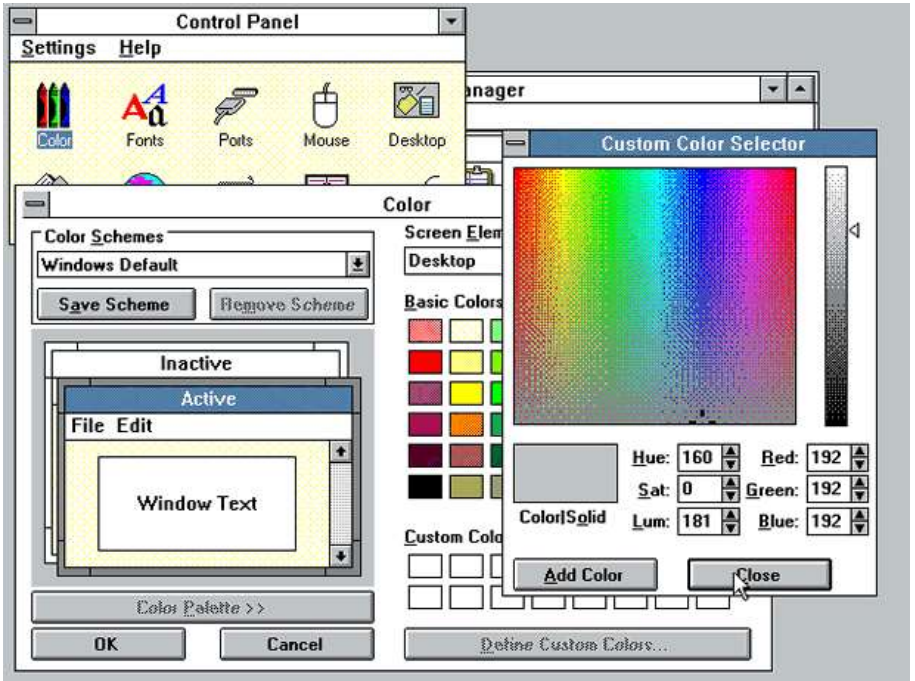 Control Panel
Settings Help
Color Fonts Ports Mouse Desktop
anager
Custom Color Selector
Color
Color Schemes
Windows Default
Save Scheme Remove Scheme
Inactive
Active
File Edit
Window Text
Color Palette >>
OK Cancel
Screen Elem
Desktop
Basic Colors
Custom Colo
Define Custom Colors...
Color|Solid
Hue: 160 Red: 192
Sat: 0 Green: 192
Lum: 181 Blue: 192
Add Color Close